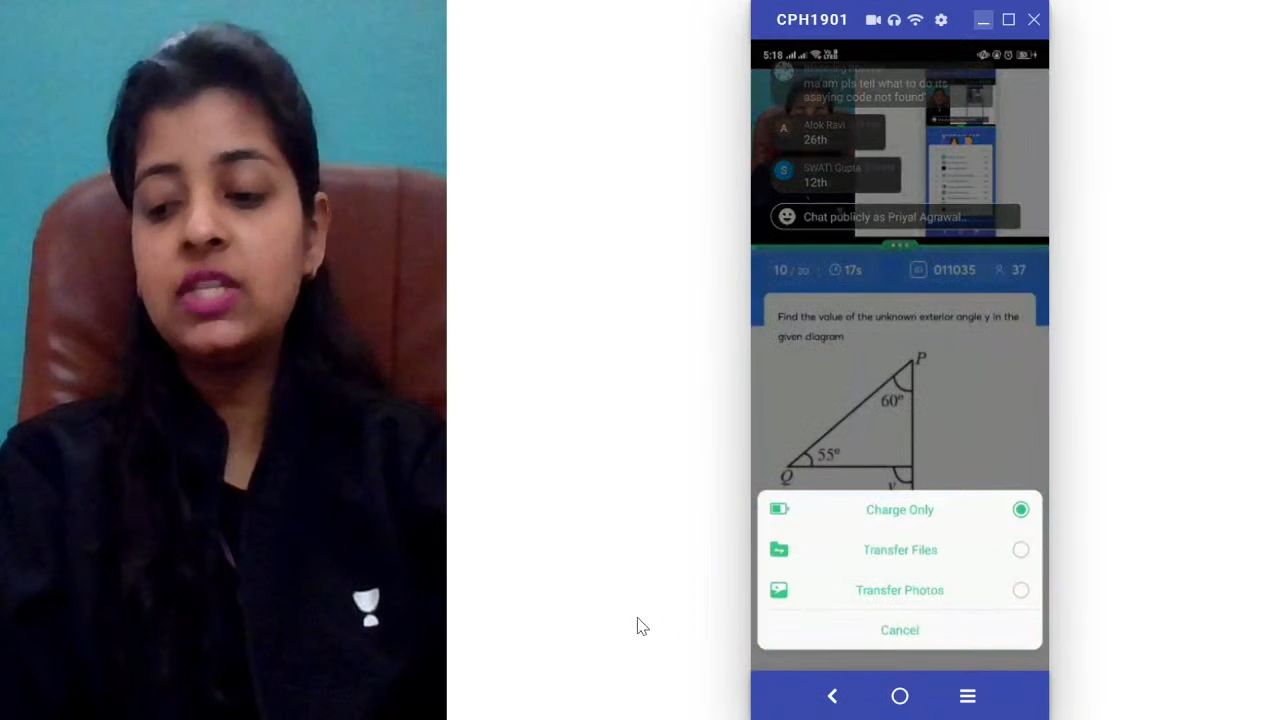 CPH1901
5:18
ma'am pls tell what to do its
asaying code not found'
Alok Ravi
26th
S
SWATI Gupta
12th
A
Chat publicly as Priyal Agrawal..
10 / 20
17s
ID
011035
37
Find the value of the unknown exterior angle y in the
given diagram
P
60°
55°
Q
y
Charge Only
Transfer Files
Transfer Photos
Cancel